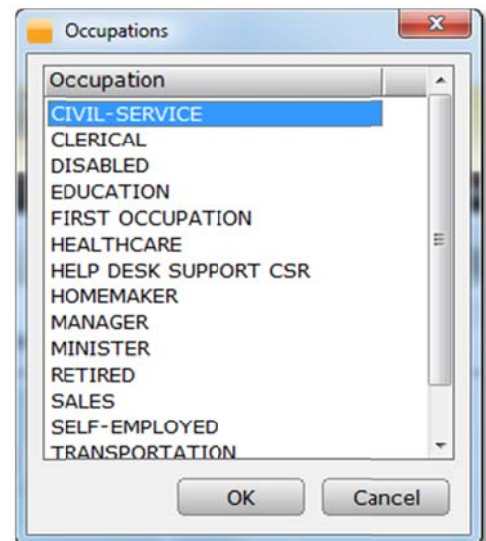 Occupations
Occupation
CIVIL-SERVICE
CLERICAL
DISABLED
EDUCATION
FIRST OCCUPATION
HEALTHCARE
HELP DESK SUPPORT CSR
HOMEMAKER
MANAGER
MINISTER
RETIRED
SALES
SELF-EMPLOYED
TRANSPORTATION
OK Cancel